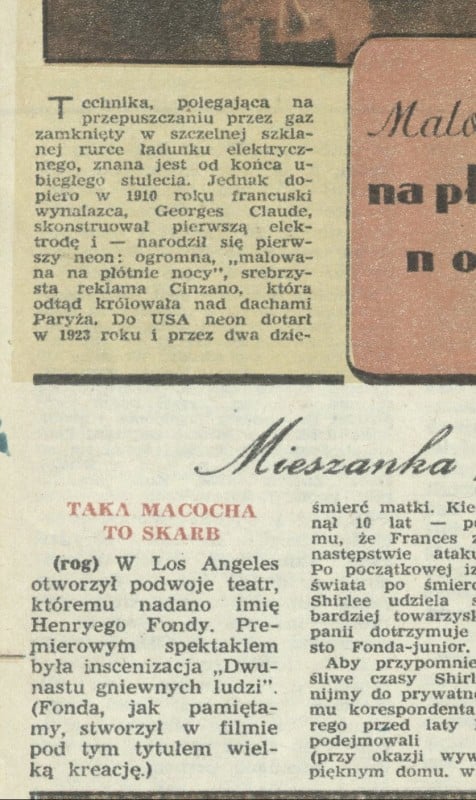 Technika, polegająca na
przepuszczaniu przez gaz
zamknięty w szczelnej szkla-
nej rurce ładunku elektrycz-
nego, znana jest od końca u-
biegłego stulecia. Jednak do-
piero w 1910 roku francuski
wynalazca, Georges Claude,
skonstruował pierwszą elek-
trodę i — narodził się pierw-
szy neon: ogromna, „malowa-
na na płótnie nocy”, srebrzy-
sta reklama Cinzano, która
odtąd królowała nad dachami
Paryża. Do USA neon dotarł
w 1923 roku i przez dwa dzie-
Malo
na pł
no
Mieszanka
TAKA MACOCHA
TO SKARB
(rog) W Los Angeles
otworzył podwoje teatr,
któremu nadano imię
Henryego Fondy. Pre-
mierowym spektaklem
była inscenizacja „Dwu-
nastu gniewnych ludzi”.
(Fonda, jak pamięta-
my, stworzył w filmie
pod tym tytułem wiel-
ką kreację.)
śmierć matki. Kie
nął 10 lat — po
mu, że Frances z
następstwie ataku
Po początkowej iz
świata po śmierc
Shirlee udziela s
bardziej towarzysk
panii dotrzymuje
sto Fonda-junior.
Aby przypomnie
śliwe czasy Shirl
nijmy do prywatne
mu korespondenta
rego przed laty
podejmowali
(przy okazji wyw
pięknym domu. w